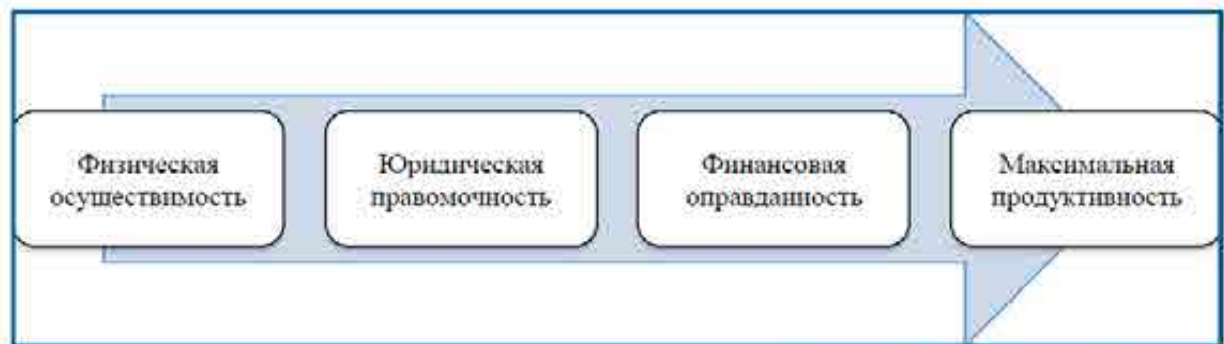 Физическая
осуществимость
Юридическая
правомочность
Финансовая
оправданность
Максимальная
продуктивность